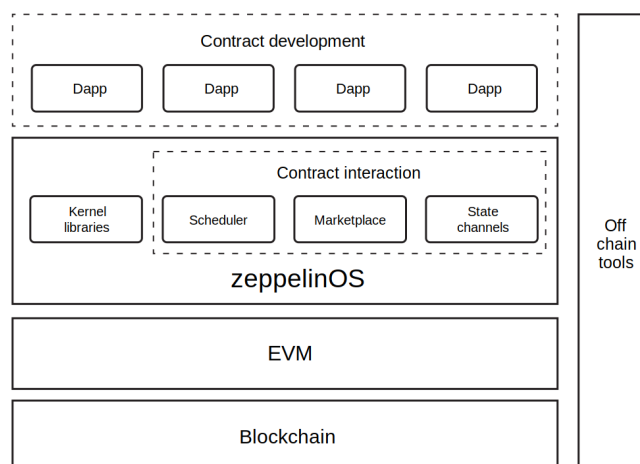 Contract development
Dapp
Dapp
Dapp
Dapp
Contract interaction
Kernel
libraries
Scheduler
Marketplace
State
channels
zeppelinOS
EVM
Blockchain
Off
chain
tools